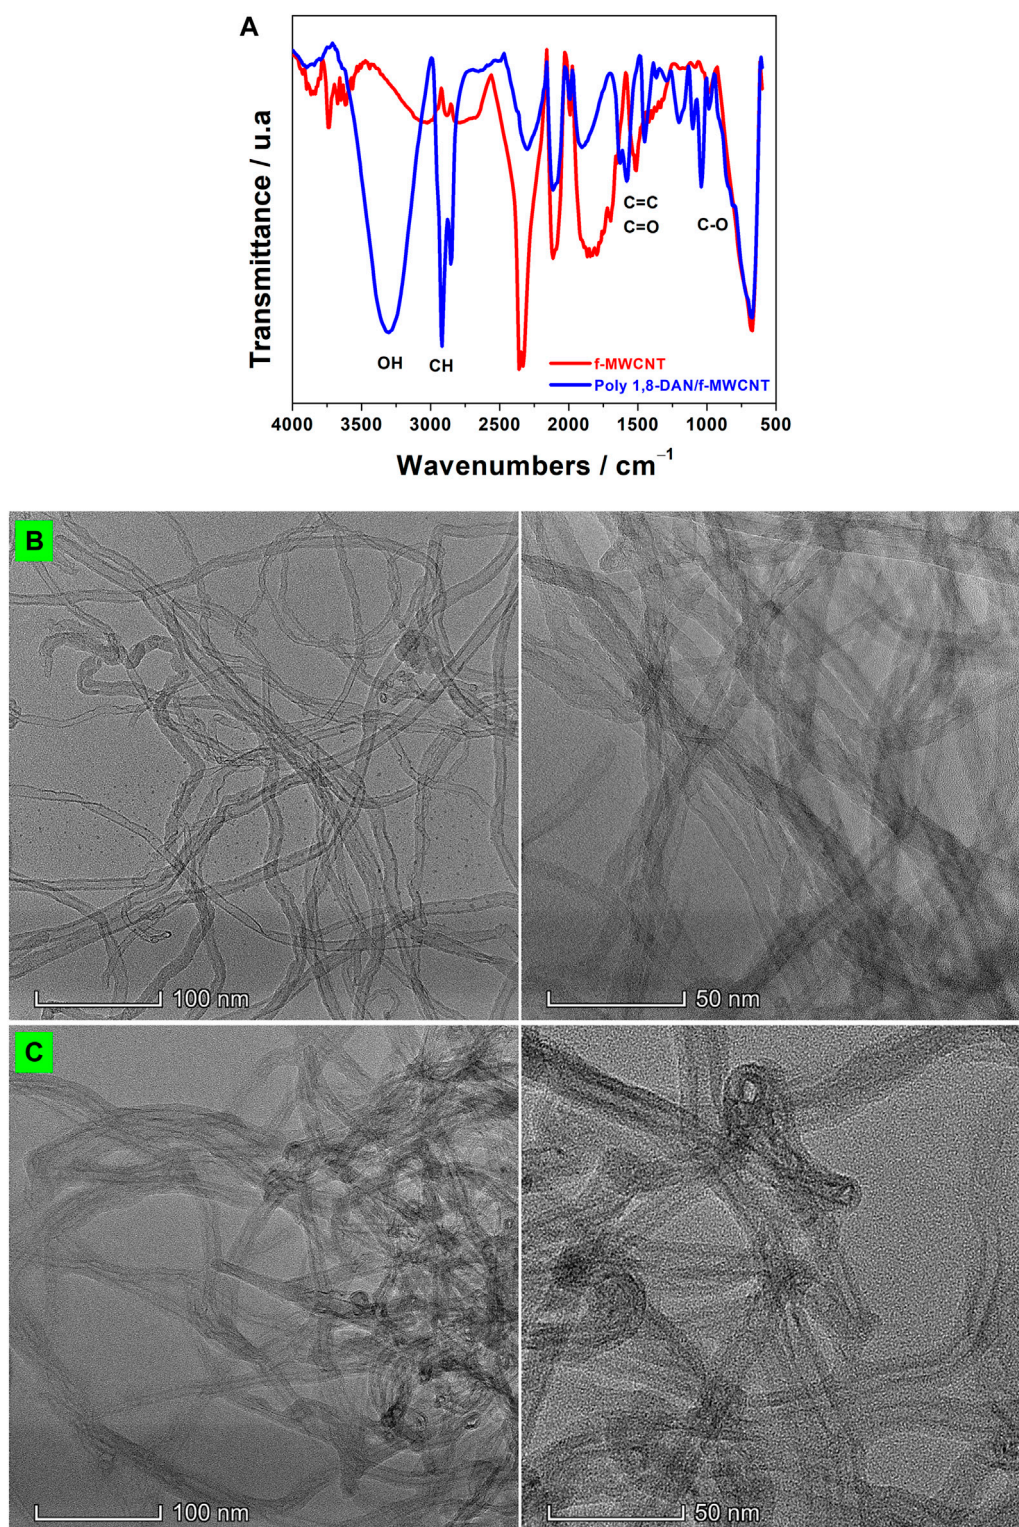 A
Transmittance / u.a
C=C
C=O
C-O
OH
CH
f-MWCNT
Poly 1,8-DAN/f-MWCNT
4000 3500 3000 2500 2000 1500 1000 500
Wavenumbers / cm⁻¹
B
100 nm
50 nm
C
100 nm
50 nm